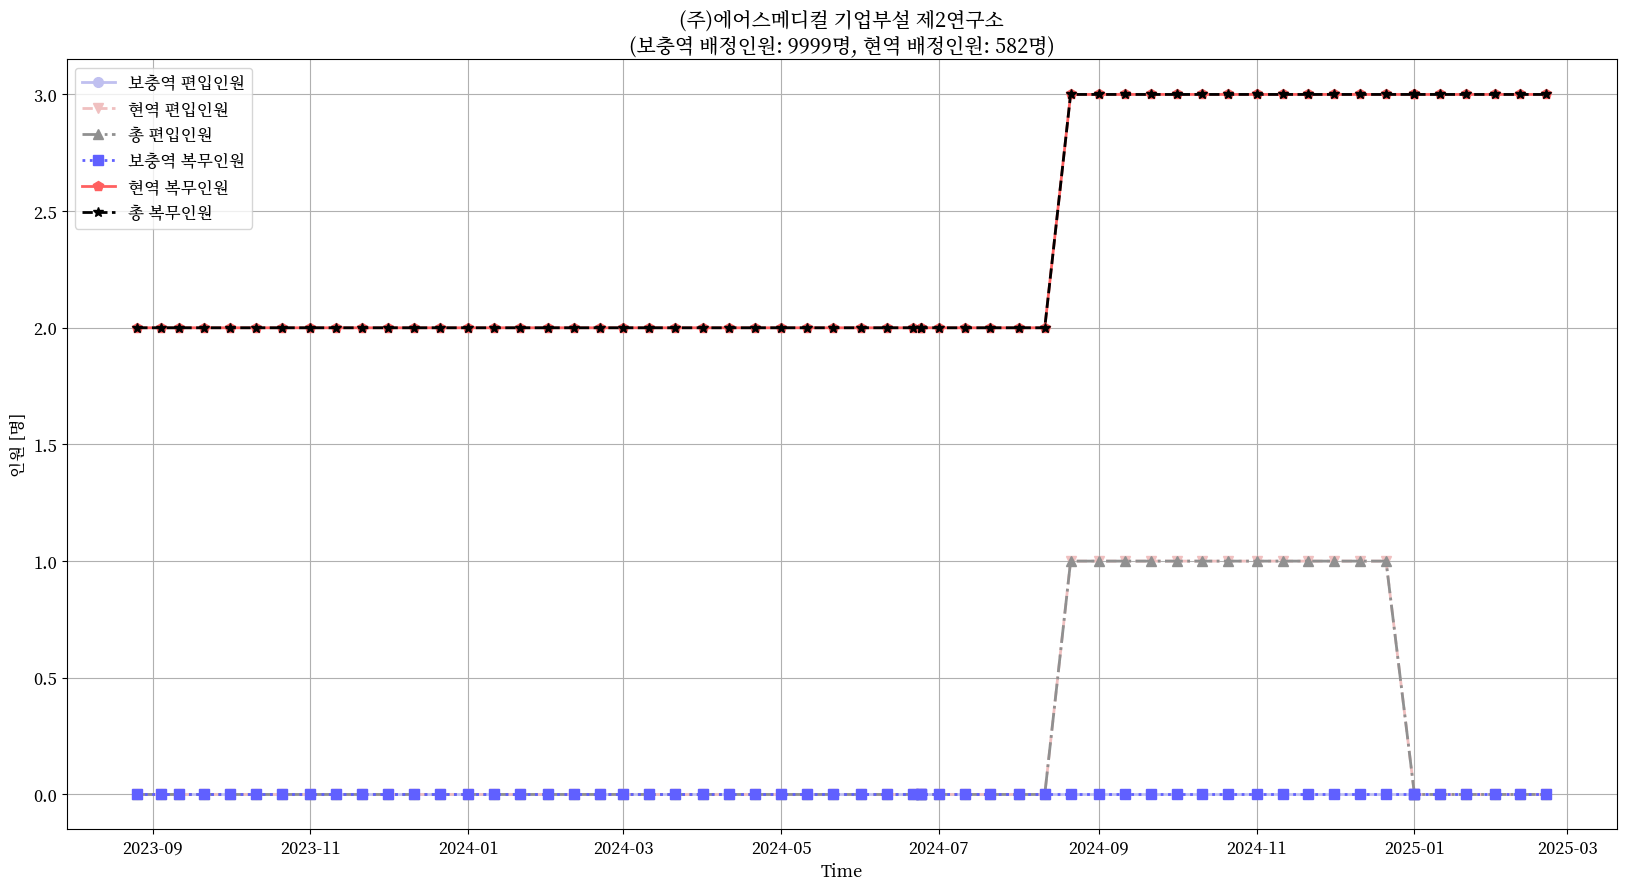 (주)에어스메디컬 기업부설 제2연구소
(보충역 배정인원: 9999명, 현역 배정인원: 582명)
보충역 편입인원
현역 편입인원
총 편입인원
보충역 복무인원
현역 복무인원
총 복무인원
3.0
2.5
2.0
1.5
1.0
0.5
0.0
인원 [명]
2023-09
2023-11
2024-01
2024-03
2024-05
2024-07
2024-09
2024-11
2025-01
2025-03
Time